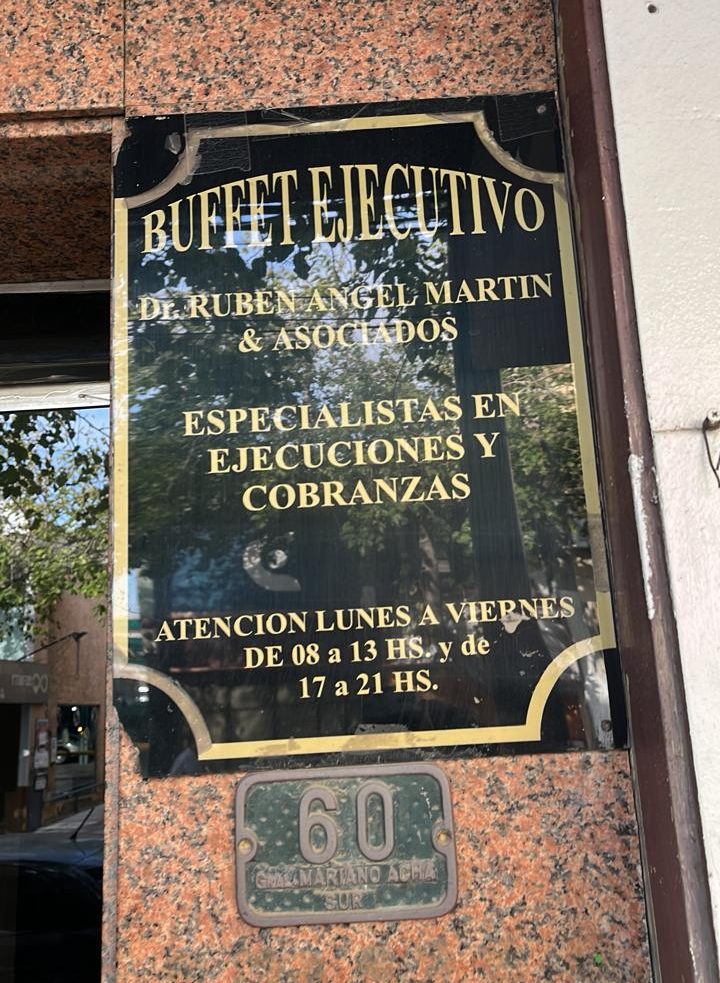 BUFFET EJECUTIVO
Dr. RUBEN ANGEL MARTIN
& ASOCIADOS
ESPECIALISTAS EN
EJECUCIONES Y
COBRANZAS
ATENCION LUNES A VIERNES
DE 08 a 13 HS. y de
17 a 21 HS.
60
GRAL. MARIANO ACHA
SUR